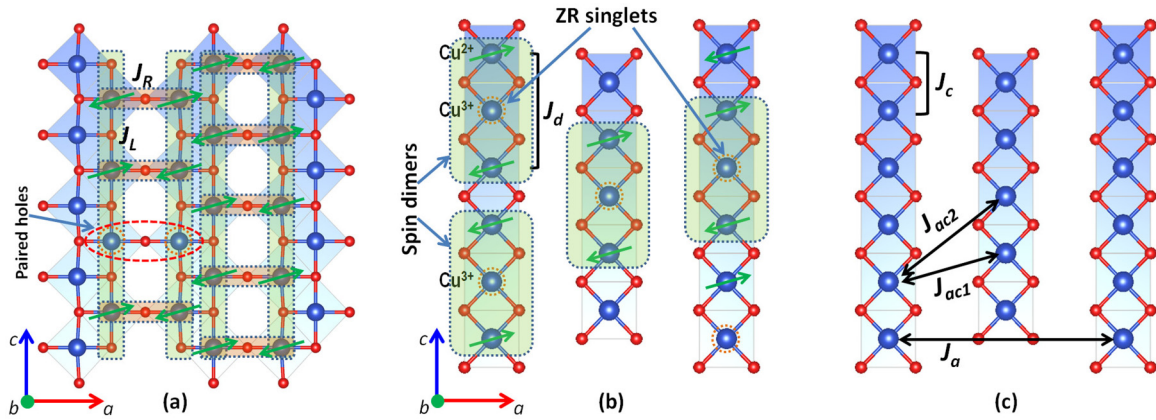 J_R
J_L
Paired holes
c
b
a
(a)
ZR singlets
Cu2+
Cu3+
J_d
Spin dimers
Cu3+
c
b
a
(b)
J_c
J_ac2
J_ac1
J_a
(c)